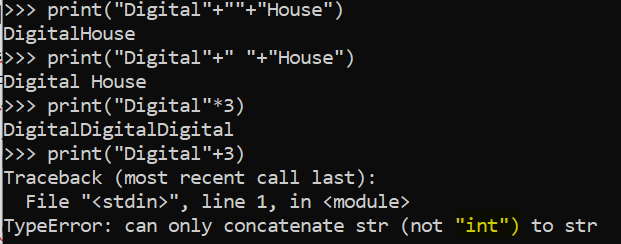 >>> print("Digital"+""+"House")
DigitalHouse
>>> print("Digital"+" "+"House")
Digital House
>>> print("Digital"*3)
DigitalDigitalDigital
>>> print("Digital"+3)
Traceback (most recent call last):
  File "<stdin>", line 1, in <module>
TypeError: can only concatenate str (not "int") to str